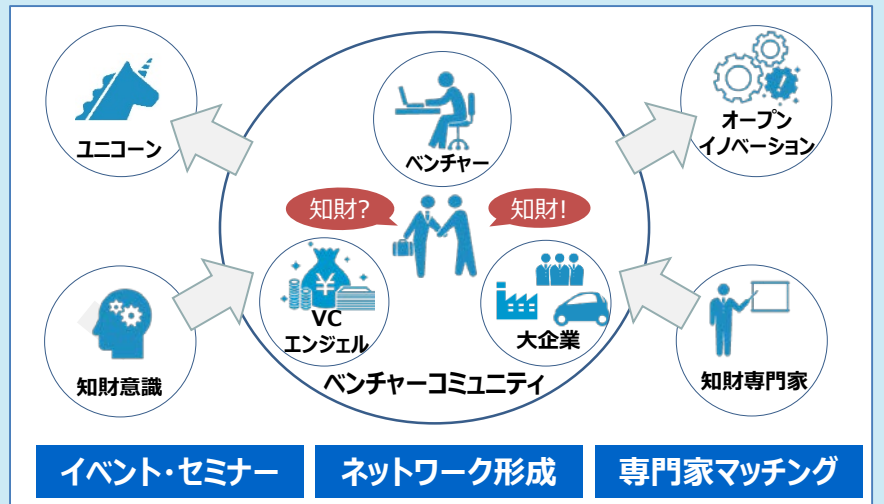 ユニコーン
ベンチャー
オープン
イノベーション
知財?
知財!
¥
VC
エンジェル
大企業
知財意識
ベンチャーコミュニティ
知財専門家
イベント・セミナー
ネットワーク形成
専門家マッチング